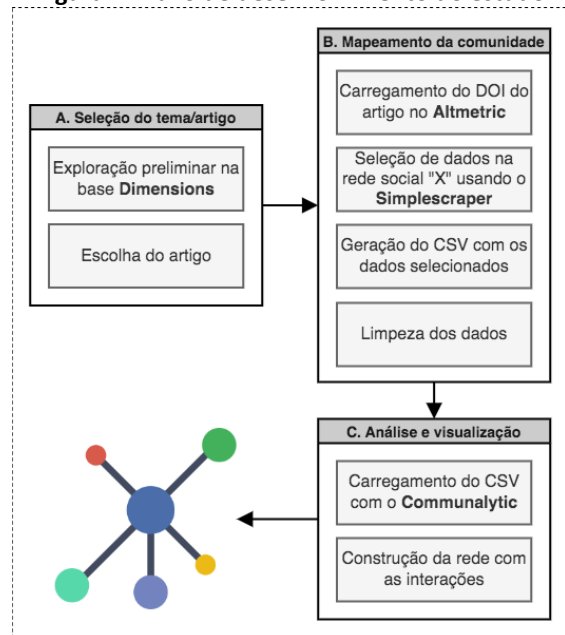 A. Seleção do tema/artigo
Exploração preliminar na
base Dimensions
Escolha do artigo
B. Mapeamento da comunidade
Carregamento do DOI do
artigo no Altmetric
Seleção de dados na
rede social "X" usando o
Simplescraper
Geração do CSV com os
dados selecionados
Limpeza dos dados
C. Análise e visualização
Carregamento do CSV
com o Communalytic
Construção da rede com
as interações